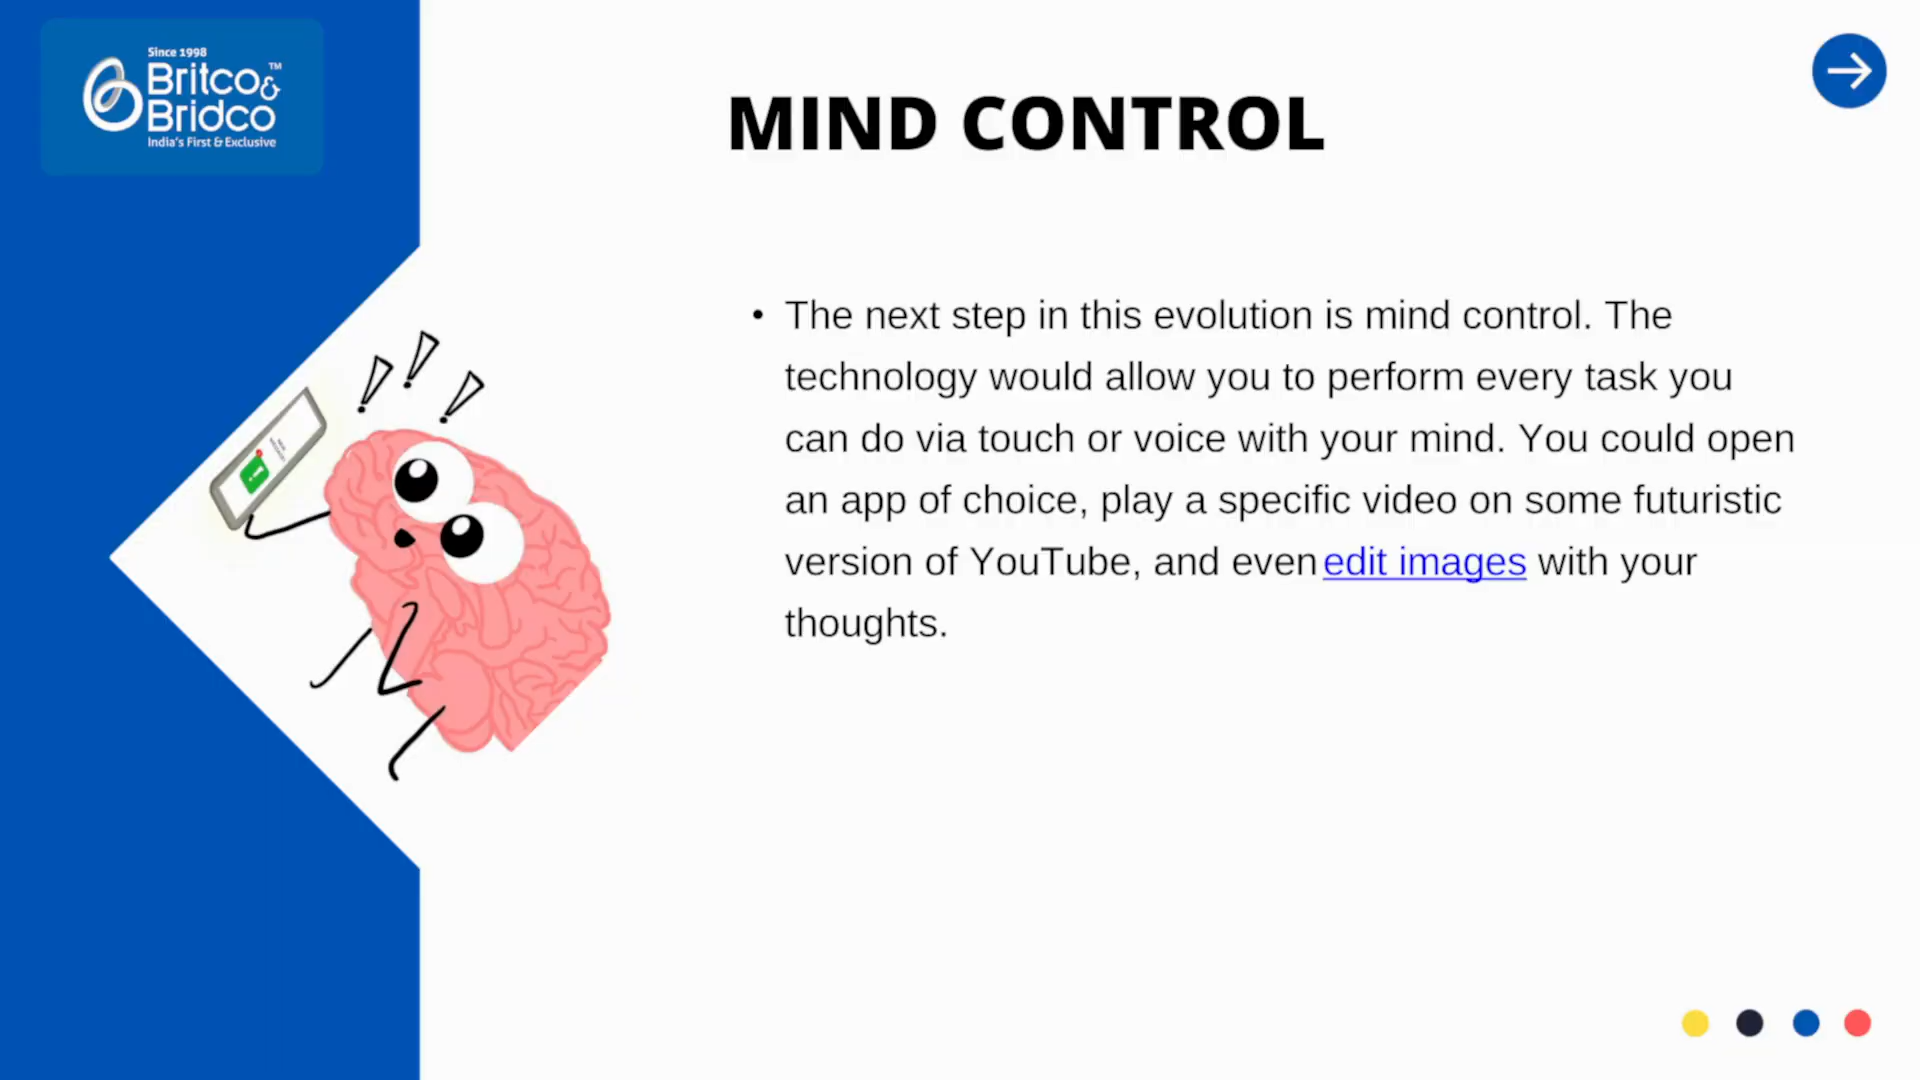 Since 1998
Britco &
Bridco
TM
India's First & Exclusive
MIND CONTROL
• The next step in this evolution is mind control. The
technology would allow you to perform every task you
can do via touch or voice with your mind. You could open
an app of choice, play a specific video on some futuristic
version of YouTube, and even edit images with your
thoughts.